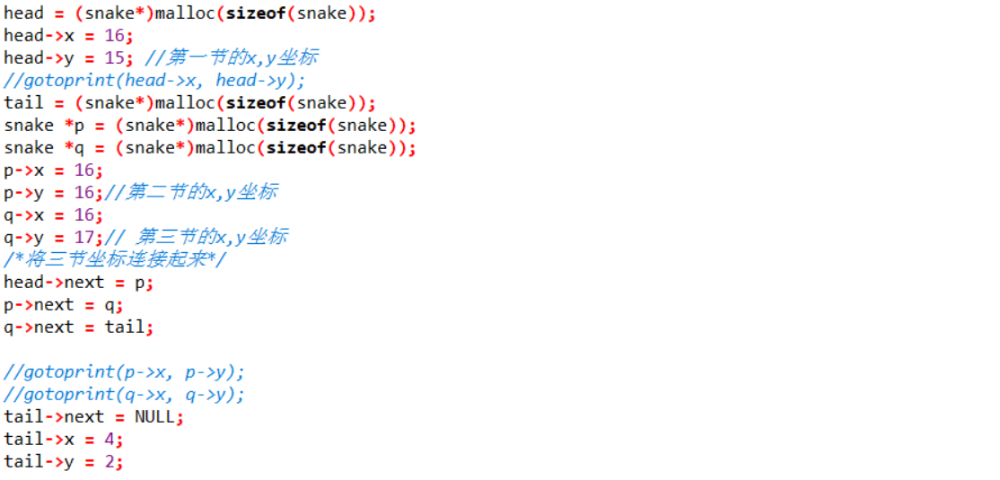 head = (snake*)malloc(sizeof(snake));
head->x = 16;
head->y = 15; //第一节的x,y坐标
//gotoprint(head->x, head->y);
tail = (snake*)malloc(sizeof(snake));
snake *p = (snake*)malloc(sizeof(snake));
snake *q = (snake*)malloc(sizeof(snake));
p->x = 16;
p->y = 16;//第二节的x,y坐标
q->x = 16;
q->y = 17;// 第三节的x,y坐标
/*将三节坐标连接起来*/
head->next = p;
p->next = q;
q->next = tail;
//gotoprint(p->x, p->y);
//gotoprint(q->x, q->y);
tail->next = NULL;
tail->x = 4;
tail->y = 2;